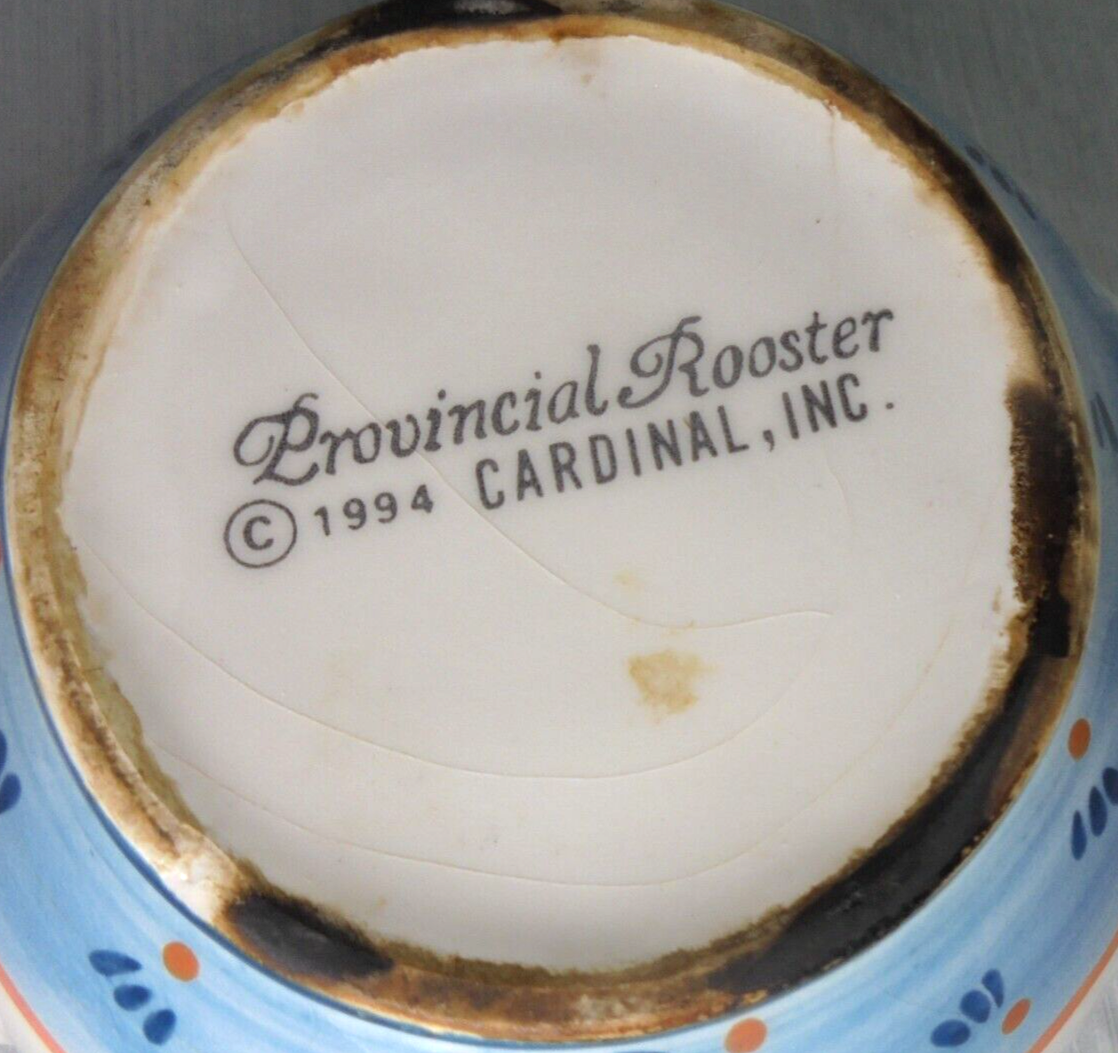 Provincial Rooster
© 1994 CARDINAL, INC.